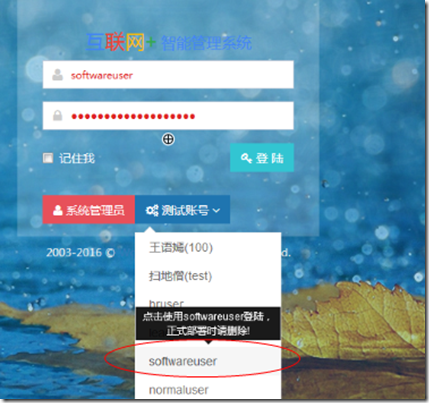 互联网+ 智能管理系统
softwareuser
记住我
登 陆
系统管理员
测试账号
2003-2016 © d.
王语嫣(100)
扫地僧(test)
bruser
点击使用softwareuser登陆，
正式部署时请删除!
softwareuser
normaluser